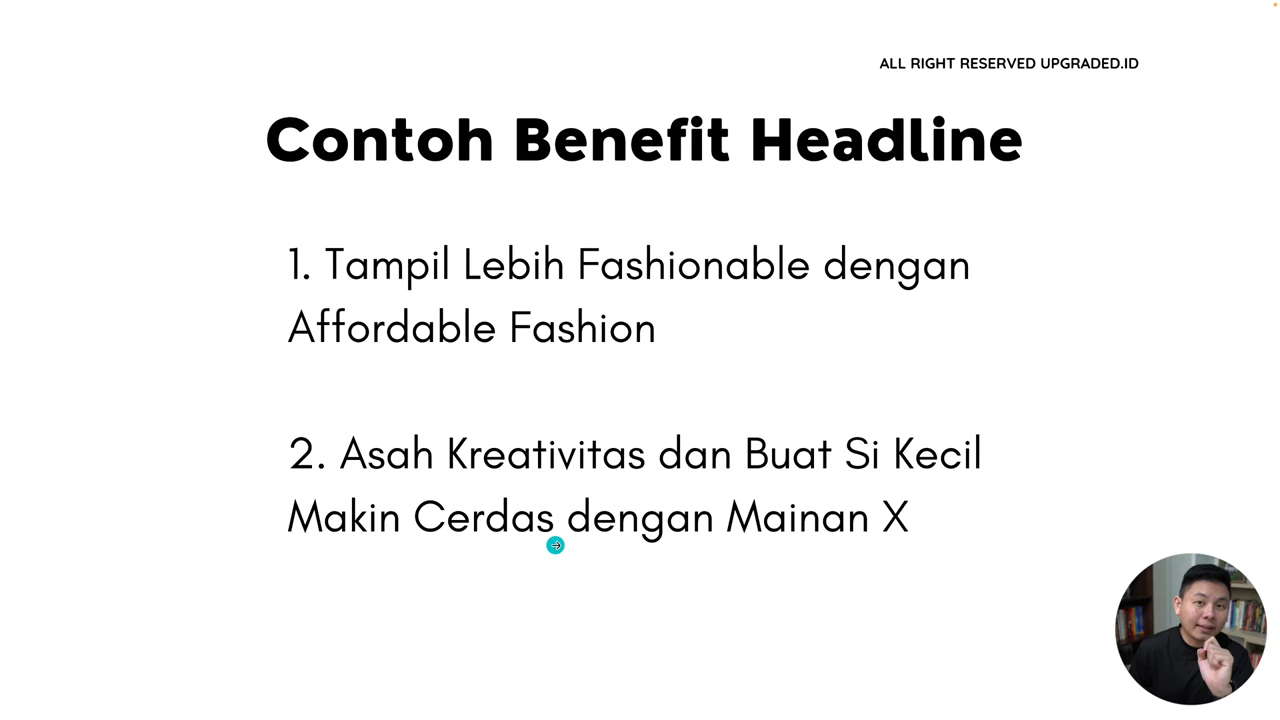 ALL RIGHT RESERVED UPGRADED.ID
Contoh Benefit Headline
1. Tampil Lebih Fashionable dengan
Affordable Fashion
2. Asah Kreativitas dan Buat Si Kecil
Makin Cerdas dengan Mainan X